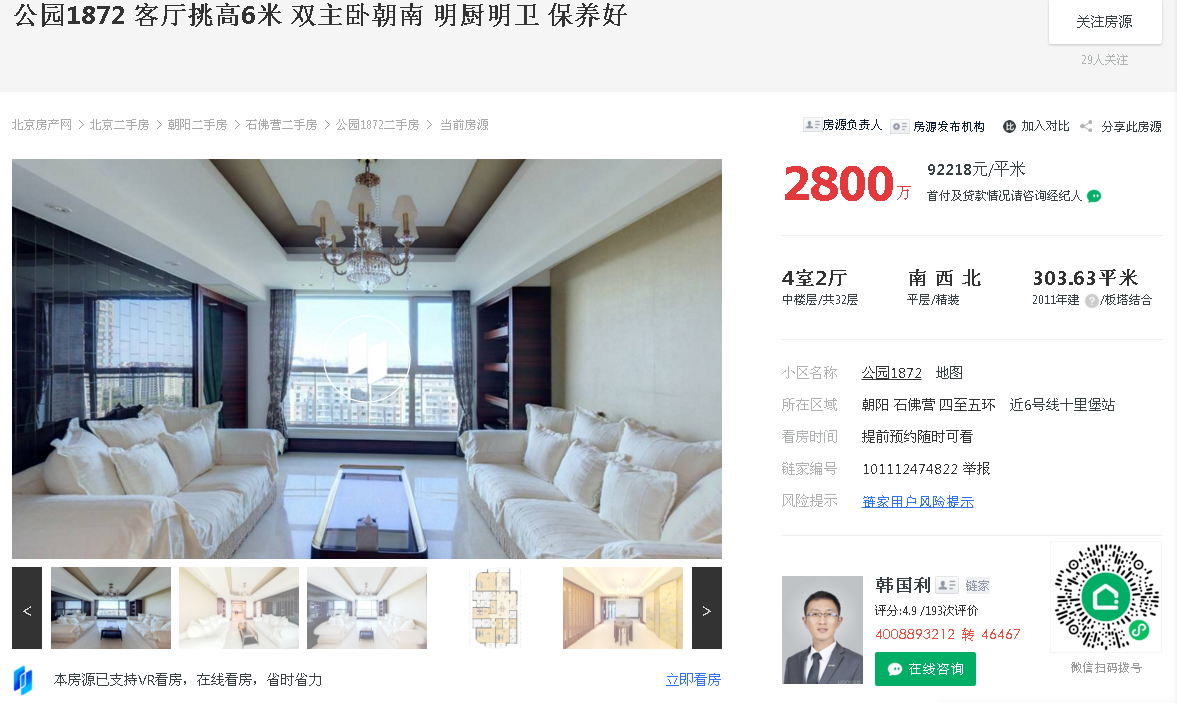 公园1872 客厅挑高6米 双主卧朝南 明厨明卫 保养好
关注房源
29人关注
北京房产网 > 北京二手房 > 朝阳二手房 > 石佛营二手房 > 公园1872二手房 > 当前房源
房源负责人 房源发布机构 加入对比 分享此房源
2800万
92218元/平米
首付及贷款情况请咨询经纪人
4室2厅 南 西 北 303.63平米
中楼层/共32层 平层/精装 2011年建 ?/板塔结合
小区名称 公园1872 地图
所在区域 朝阳 石佛营 四至五环 近6号线十里堡站
看房时间 提前预约随时可看
链家编号 101112474822 举报
风险提示 链家用户风险提示
< >
韩国利 链家
评分:4.9 /193次评价
4008893212 转 46467
在线咨询
微信扫码拨号
本房源已支持VR看房，在线看房，省时省力
立即看房